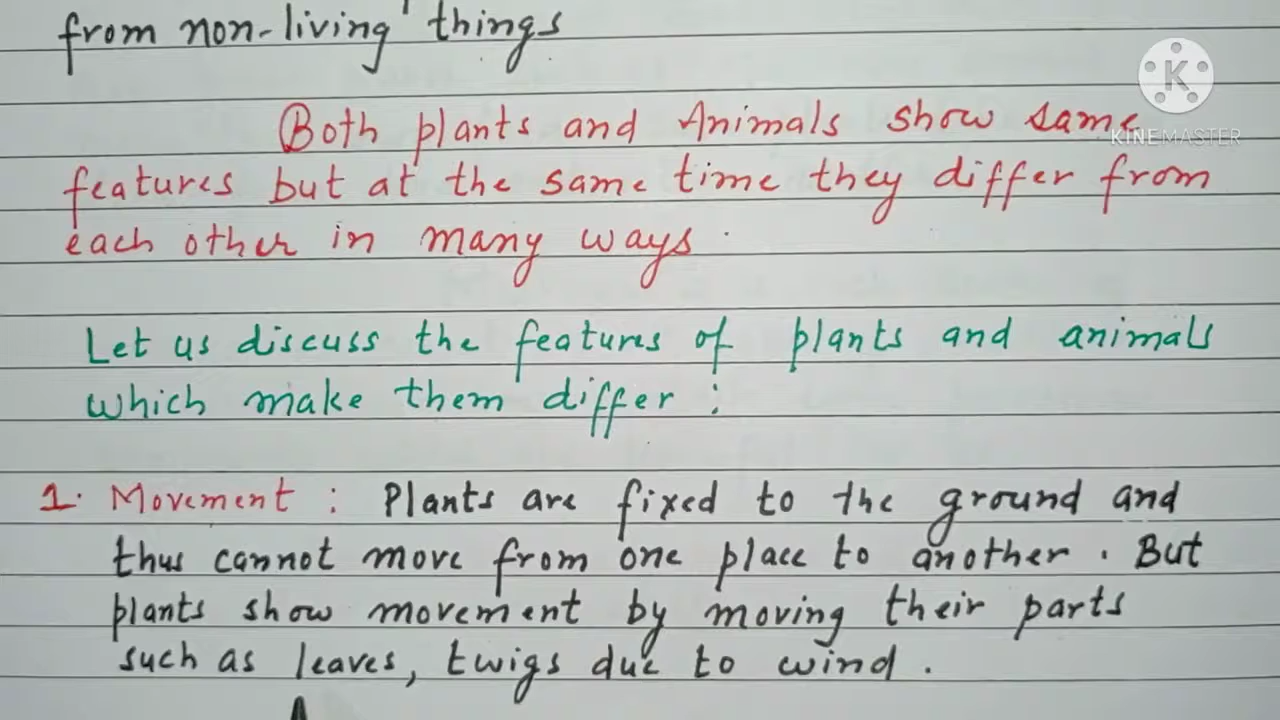 from non-living things
K
KINEMASTER
Both plants and Animals show same
features but at the same time they differ from
each other in many ways.
Let us discuss the features of plants and animals
which make them differ :
1. Movement : Plants are fixed to the ground and
thus cannot move from one place to another. But
plants show movement by moving their parts
such as leaves, twigs due to wind.